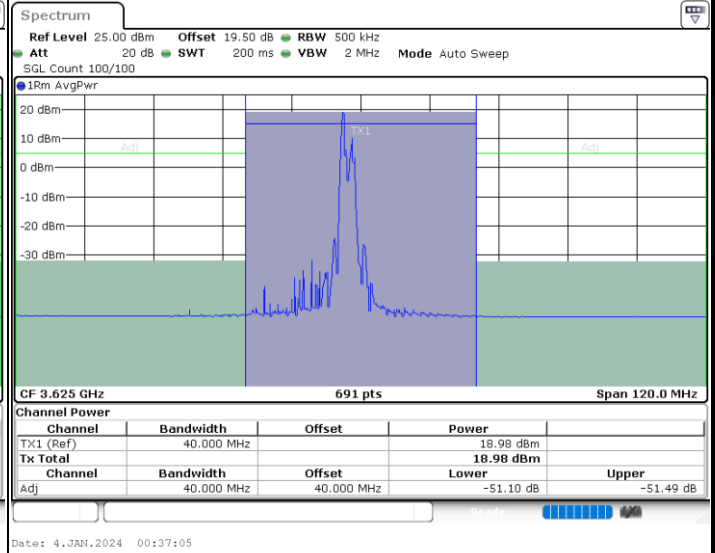 Spectrum
Ref Level 25.00 dBm Offset 19.50 dB RBW 500 kHz
Att 20 dB SWT 200 ms VBW 2 MHz Mode Auto Sweep
SGL Count 100/100
1Rm AvgPwr
20 dBm
TX1
10 dBm
Adj Adj
0 dBm
-10 dBm
-20 dBm
-30 dBm
CF 3.625 GHz 691 pts Span 120.0 MHz
Channel Power
Channel Bandwidth Offset Power
TX1 (Ref) 40.000 MHz 18.98 dBm
Tx Total 18.98 dBm
Channel Bandwidth Offset Lower Upper
Adj 40.000 MHz 40.000 MHz -51.10 dB -51.49 dB
Ready
Date: 4.JAN.2024 00:37:05